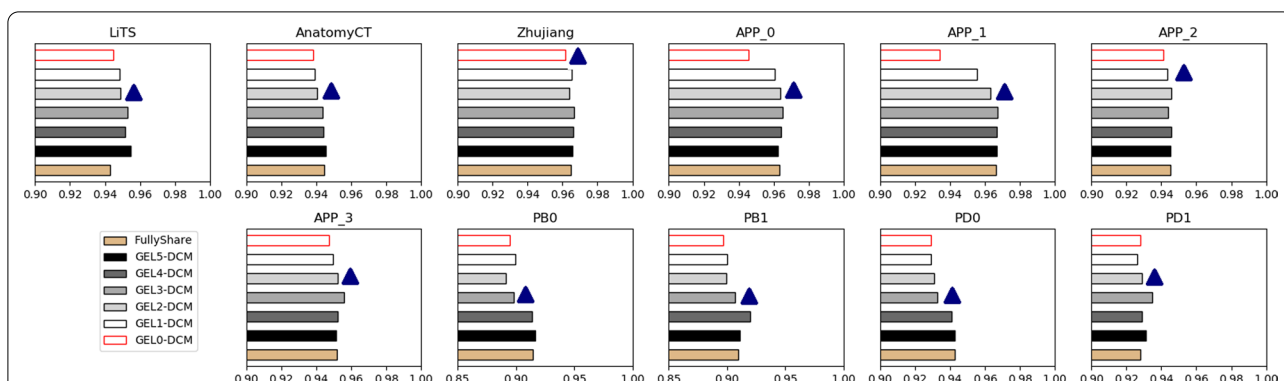 LiTS AnatomyCT Zhujiang APP_0 APP_1 APP_2
0.90 0.92 0.94 0.96 0.98 1.00 0.90 0.92 0.94 0.96 0.98 1.00 0.90 0.92 0.94 0.96 0.98 1.00 0.90 0.92 0.94 0.96 0.98 1.00 0.90 0.92 0.94 0.96 0.98 1.00 0.90 0.92 0.94 0.96 0.98 1.00
APP_3 PB0 PB1 PD0 PD1
FullyShare
GEL5-DCM
GEL4-DCM
GEL3-DCM
GEL2-DCM
GEL1-DCM
GEL0-DCM
0.90 0.92 0.94 0.96 0.98 1.00 0.85 0.90 0.95 1.00 0.85 0.90 0.95 1.00 0.90 0.92 0.94 0.96 0.98 1.00 0.90 0.92 0.94 0.96 0.98 1.00